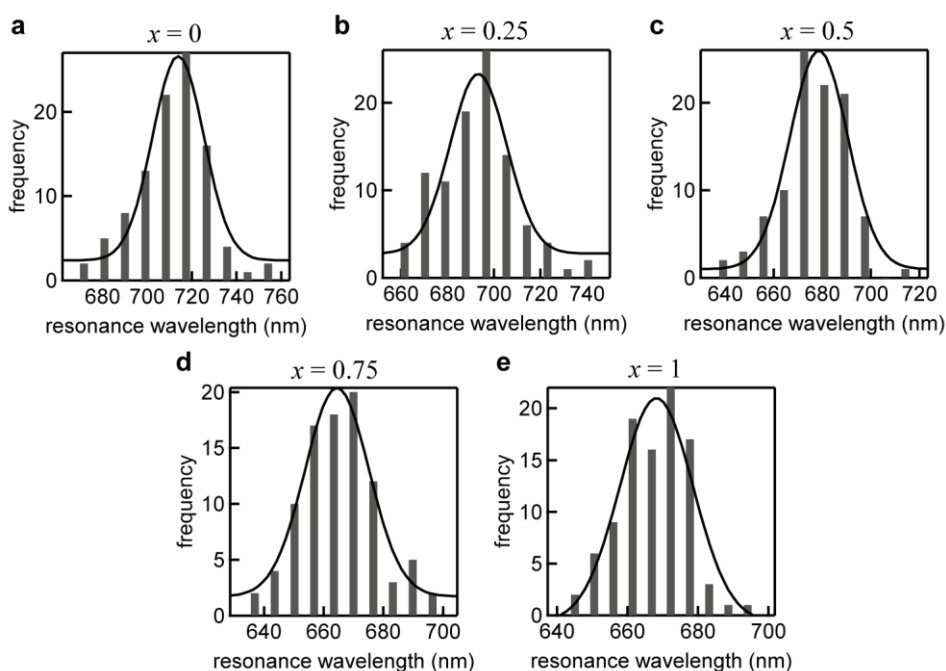 a
x = 0
frequency
20
10
0
680 700 720 740 760
resonance wavelength (nm)
b
x = 0.25
frequency
20
10
0
660 680 700 720 740
resonance wavelength (nm)
c
x = 0.5
frequency
20
10
0
640 660 680 700 720
resonance wavelength (nm)
d
x = 0.75
frequency
20
15
10
5
0
640 660 680 700
resonance wavelength (nm)
e
x = 1
frequency
20
15
10
5
0
640 660 680 700
resonance wavelength (nm)